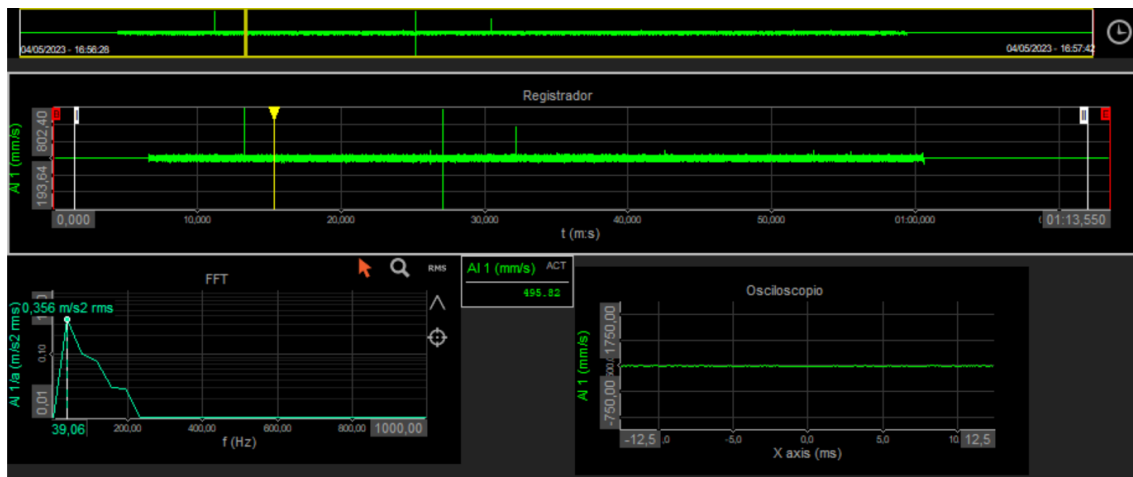 04/05/2023 - 16:56:28
04/05/2023 - 16:57:42
Registrador
AI 1 (mm/s)
193,64
802,40
II
0,000
10,000
20,000
30,000
40,000
50,000
01:00,000
01:13,550
t (m:s)
FFT
RMS
0,356 m/s2 rms
AI 1/a (m/s2 rms)
0,01
0.10
39,06
200,00
400,00
600,00
800,00
1000,00
f (Hz)
AI 1 (mm/s)
ACT
495.82
Osciloscopio
AI 1 (mm/s)
-750,00
1750,00
-12,5
-5,0
0,0
5,0
12,5
X axis (ms)